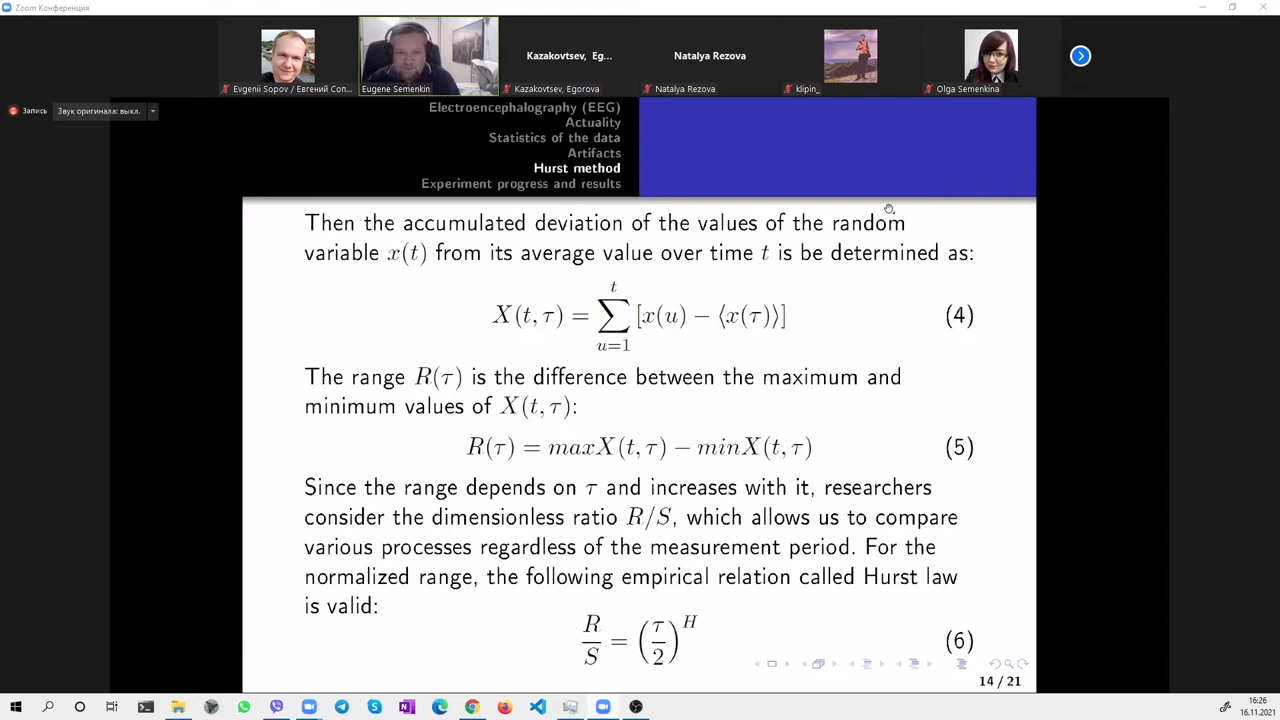 Zoom Конференция
Kazakovtsev, Eg...
Natalya Rezova
Evgenii Sopov / Евгений Соп...
Eugene Semenkin
Kazakovtsev, Egorova
Natalya Rezova
klipin_
Olga Semenkina
Запись
Звук оригинала: выкл.
Electroencephalography (EEG)
Actuality
Statistics of the data
Artifacts
Hurst method
Experiment progress and results
Then the accumulated deviation of the values of the random
variable x(t) from its average value over time t is be determined as:
X(t, τ) = ∑_{u=1}^{t} [x(u) − ⟨x(τ)⟩] (4)
The range R(τ) is the difference between the maximum and
minimum values of X(t, τ):
R(τ) = maxX(t, τ) − minX(t, τ) (5)
Since the range depends on τ and increases with it, researchers
consider the dimensionless ratio R/S, which allows us to compare
various processes regardless of the measurement period. For the
normalized range, the following empirical relation called Hurst law
is valid:
R/S = (τ/2)^H (6)
14 / 21
16:26
16.11.2021